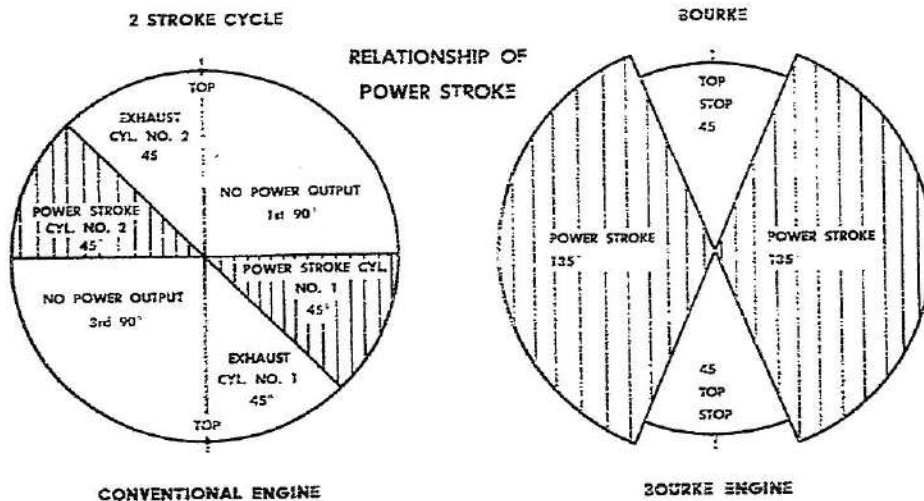 2 STROKE CYCLE
TOP
EXHAUST
CYL. NO. 2
45
NO POWER OUTPUT
1st 90°
POWER STROKE
CYL. NO. 2
45°
NO POWER OUTPUT
3rd 90°
POWER STROKE CYL.
NO. 1
45°
EXHAUST
CYL. NO. 1
45°
TOP
CONVENTIONAL ENGINE
RELATIONSHIP OF
POWER STROKE
BOURKE
TOP
STOP
45
POWER STROKE
135°
POWER STROKE
135°
45
TOP
STOP
BOURKE ENGINE